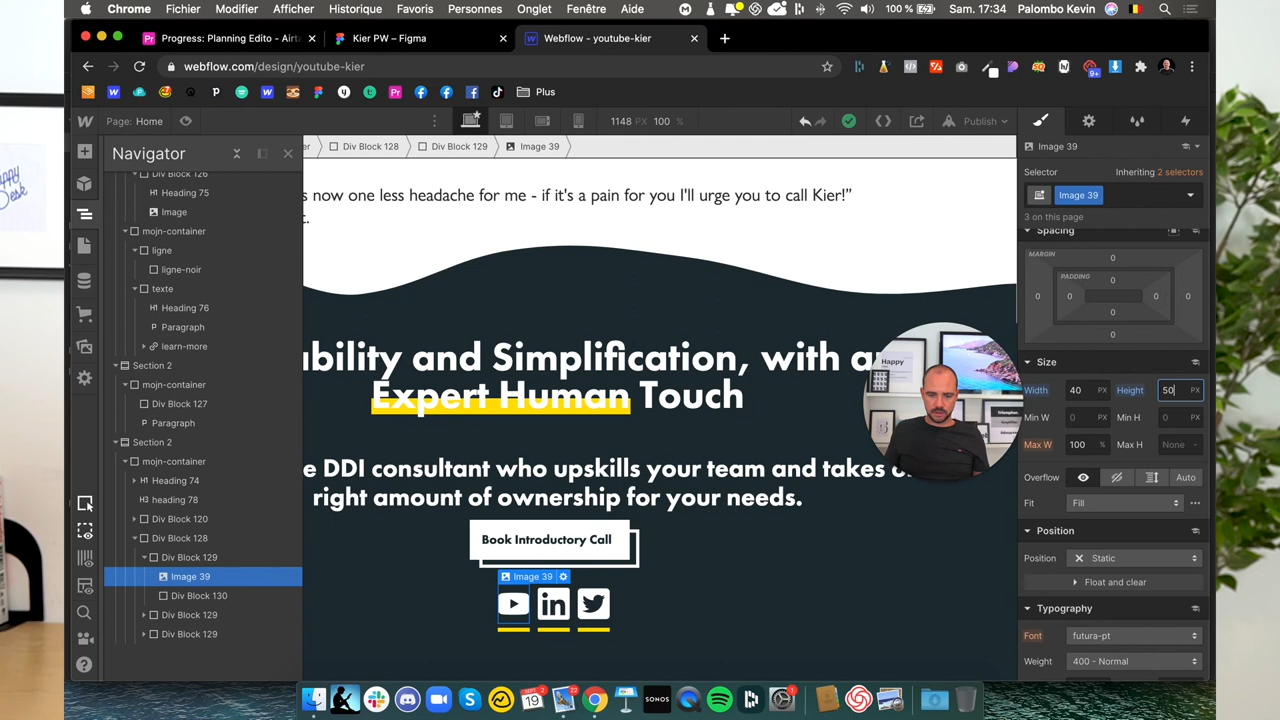 Chrome Fichier Modifier Afficher Historique Favoris Personnes Onglet Fenêtre Aide 100 % Sam. 17:34 Palombo Kevin
Progress: Planning Edito - Airta
Kier PW – Figma
Webflow - youtube-kier
webflow.com/design/youtube-kier
9+
Plus
Page: Home
1148 PX 100 %
Publish
Navigator
Div Block 126
Heading 75
Image
mojn-container
ligne
ligne-noir
texte
Heading 76
Paragraph
learn-more
Section 2
mojn-container
Div Block 127
Paragraph
Section 2
mojn-container
Heading 74
heading 78
Div Block 120
Div Block 128
Div Block 129
Image 39
Div Block 130
Div Block 129
Div Block 129
er Div Block 128 Div Block 129 Image 39
s now one less headache for me - if it's a pain for you I'll urge you to call Kier!”
t.
ability and Simplification, with a
Expert Human Touch
e DDI consultant who upskills your team and takes
right amount of ownership for your needs.
Book Introductory Call
Image 39
Happy
Image 39
Selector Inheriting 2 selectors
Image 39
3 on this page
Spacing
MARGIN 0
PADDING 0
0 0 0 0
0
0
Size
Width 40 PX Height 50 PX
Min W 0 PX Min H 0 PX
Max W 100 % Max H None -
Overflow Auto
Fit Fill
Position
Position Static
Float and clear
Typography
Font futura-pt
Weight 400 - Normal
SONOS